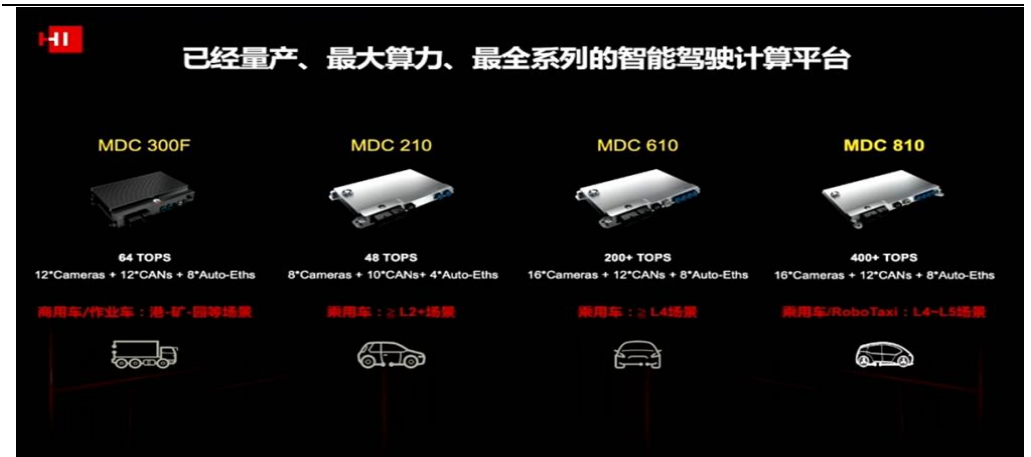 HI
已经量产、最大算力、最全系列的智能驾驶计算平台
MDC 300F
64 TOPS
12*Cameras + 12*CANs + 8*Auto-Eths
商用车/作业车：港-矿-园等场景
MDC 210
48 TOPS
8*Cameras + 10*CANs+ 4*Auto-Eths
乘用车：≧ L2+场景
MDC 610
200+ TOPS
16*Cameras + 12*CANs + 8*Auto-Eths
乘用车：≧ L4场景
MDC 810
400+ TOPS
16*Cameras + 12*CANs + 8*Auto-Eths
乘用车/RoboTaxi：L4~L5场景